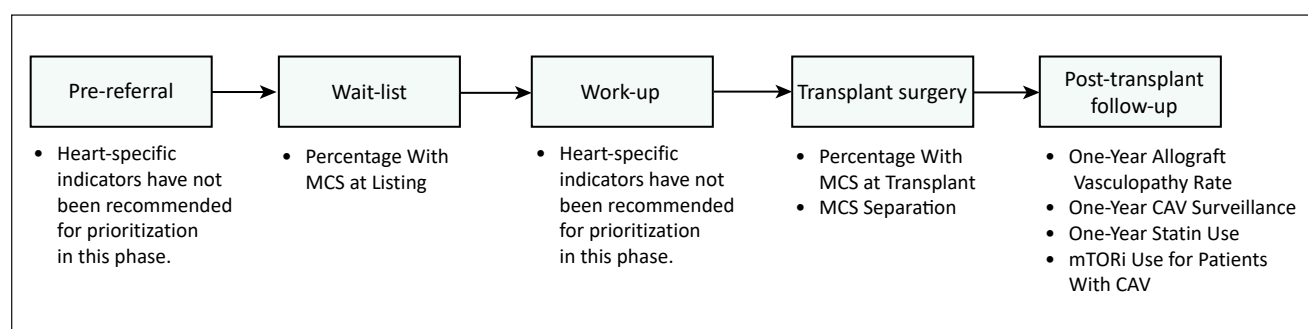 Pre-referral
• Heart-specific
indicators have not
been recommended
for prioritization
in this phase.
Wait-list
• Percentage With
MCS at Listing
Work-up
• Heart-specific
indicators have not
been recommended
for prioritization
in this phase.
Transplant surgery
• Percentage With
MCS at Transplant
• MCS Separation
Post-transplant
follow-up
• One-Year Allograft
Vasculopathy Rate
• One-Year CAV Surveillance
• One-Year Statin Use
• mTORi Use for Patients
With CAV